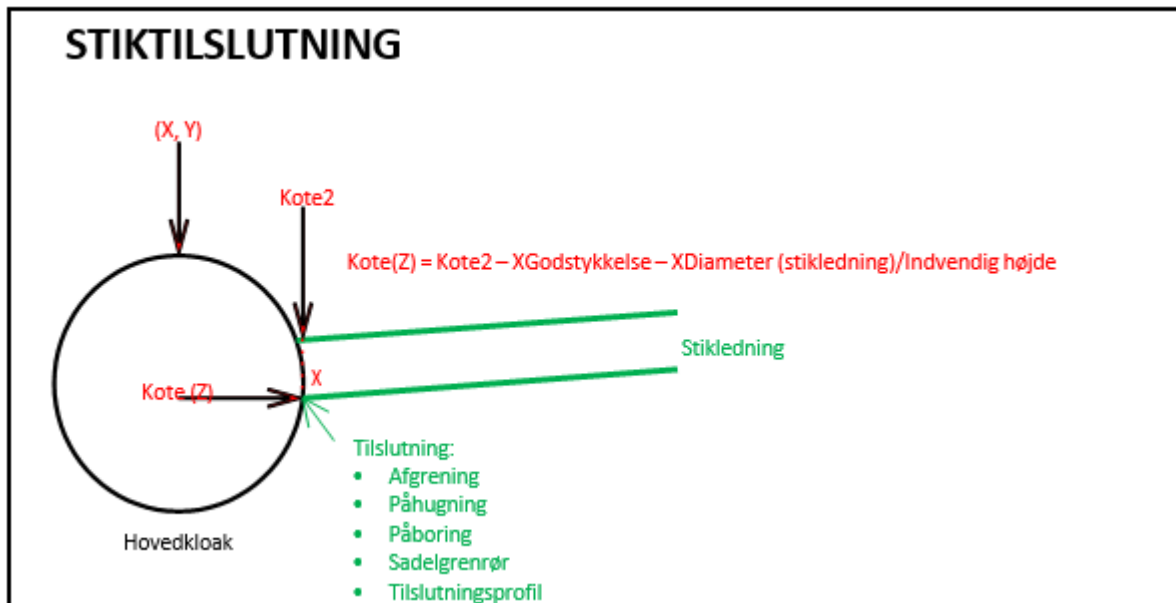 STIKTILSLUTNING
(X, Y)
Kote2
Kote(Z) = Kote2 – XGodstykkelse – XDiameter (stikledning)/Indvendig højde
Stikledning
X
Kote (Z)
Tilslutning:
• Afgrening
• Påhugning
• Påboring
• Sadelgrenrør
• Tilslutningsprofil
Hovedkloak